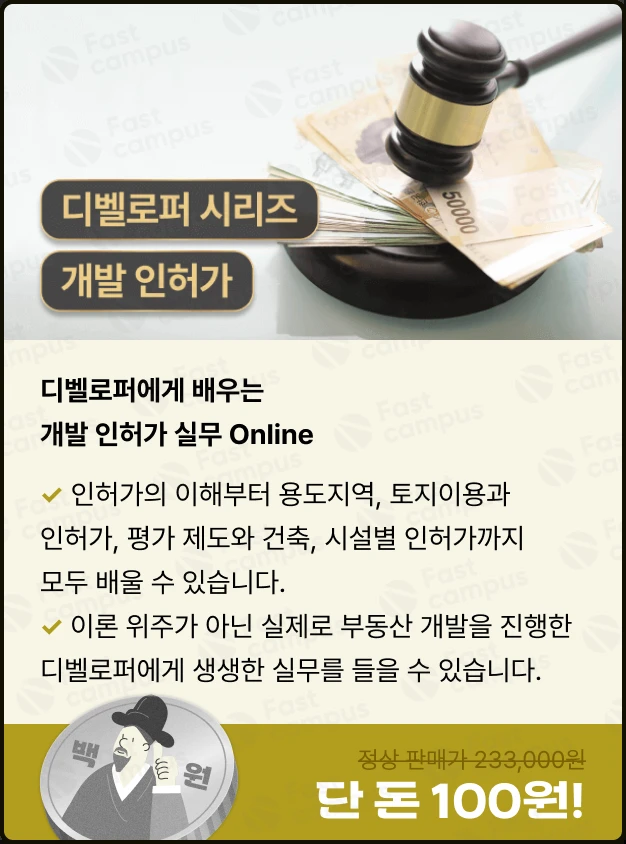 Fast campus
50000
디벨로퍼 시리즈
개발 인허가
디벨로퍼에게 배우는
개발 인허가 실무 Online
✓ 인허가의 이해부터 용도지역, 토지이용과
인허가, 평가 제도와 건축, 시설별 인허가까지
모두 배울 수 있습니다.
✓ 이론 위주가 아닌 실제로 부동산 개발을 진행한
디벨로퍼에게 생생한 실무를 들을 수 있습니다.
백 원
정상 판매가 233,000원
단 돈 100원!